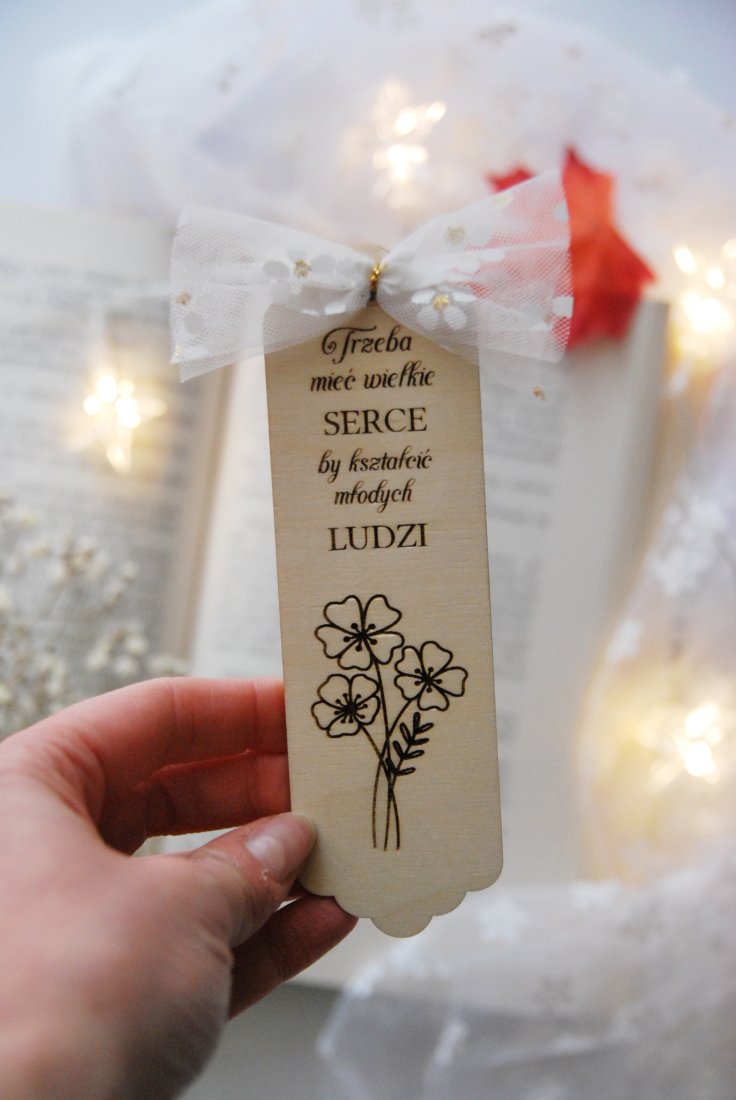 Trzeba
mieć wielkie
SERCE
by kształcić
młodych
LUDZI